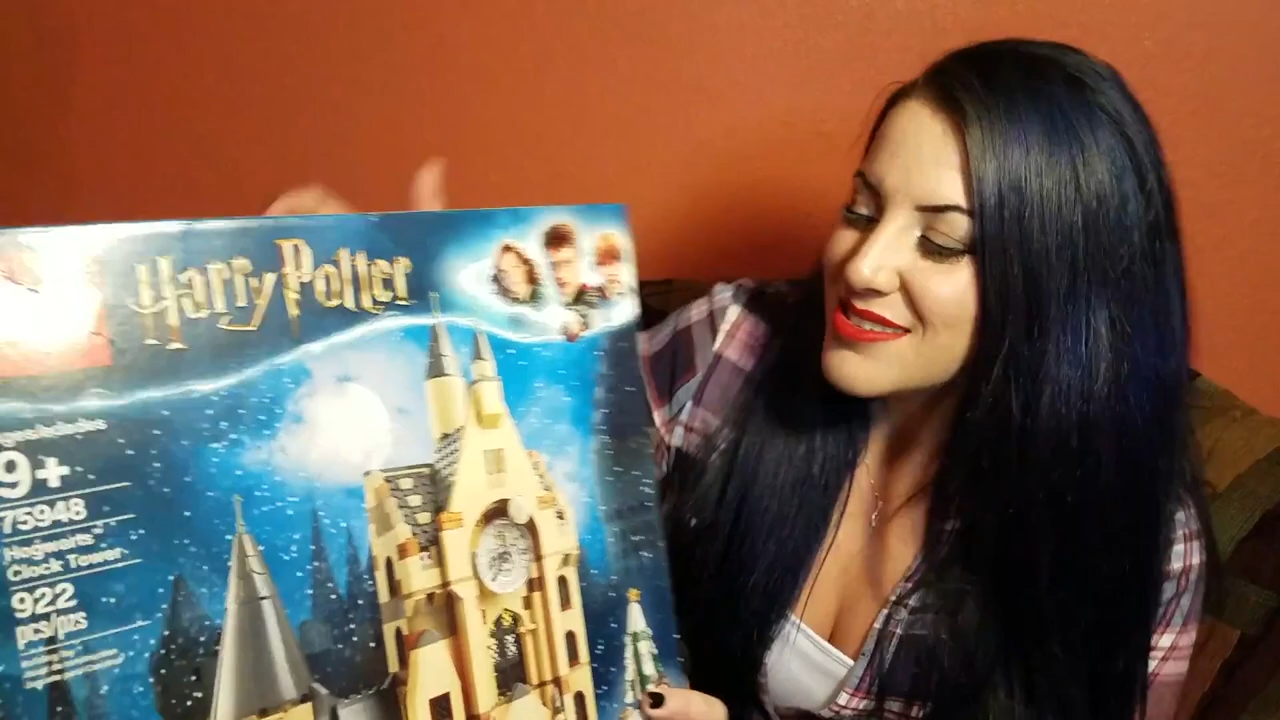 Harry Potter
9+
75948
Hogwarts™
Clock Tower
922
pcs/pzs